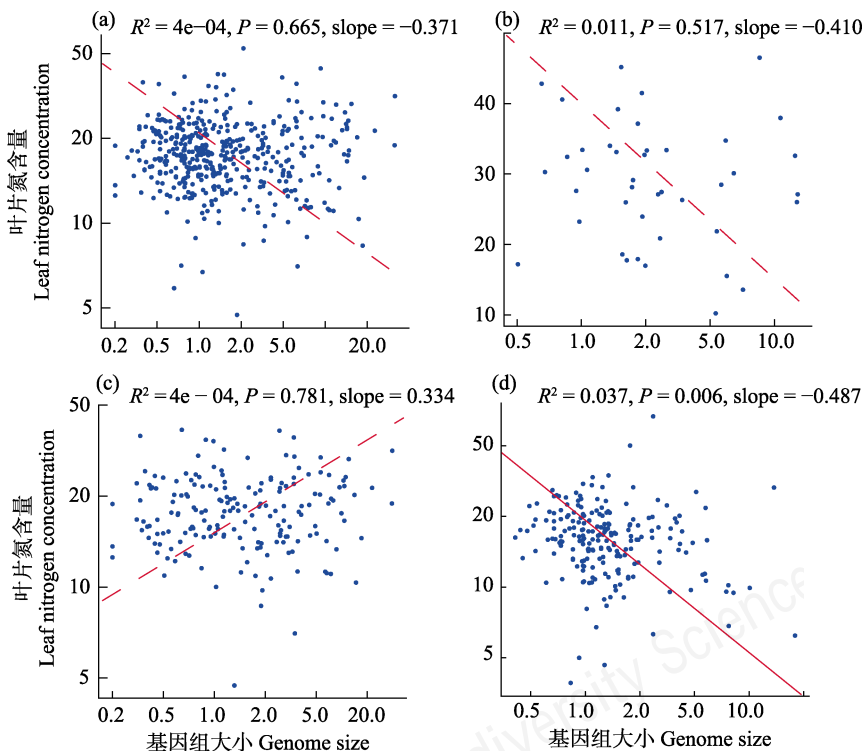 (a) R² = 4e−04, P = 0.665, slope = −0.371
50
20
10
5
0.2 0.5 1.0 2.0 5.0 20.0
叶片氮含量
Leaf nitrogen concentration
(b) R² = 0.011, P = 0.517, slope = −0.410
40
30
20
10
0.5 1.0 2.0 5.0 10.0
(c) R² = 4e − 04, P = 0.781, slope = 0.334
50
20
10
5
0.2 0.5 1.0 2.0 5.0 20.0
叶片氮含量
Leaf nitrogen concentration
基因组大小 Genome size
(d) R² = 0.037, P = 0.006, slope = −0.487
50
20
10
5
0.5 1.0 2.0 5.0 10.0
基因组大小 Genome size
diversity Science